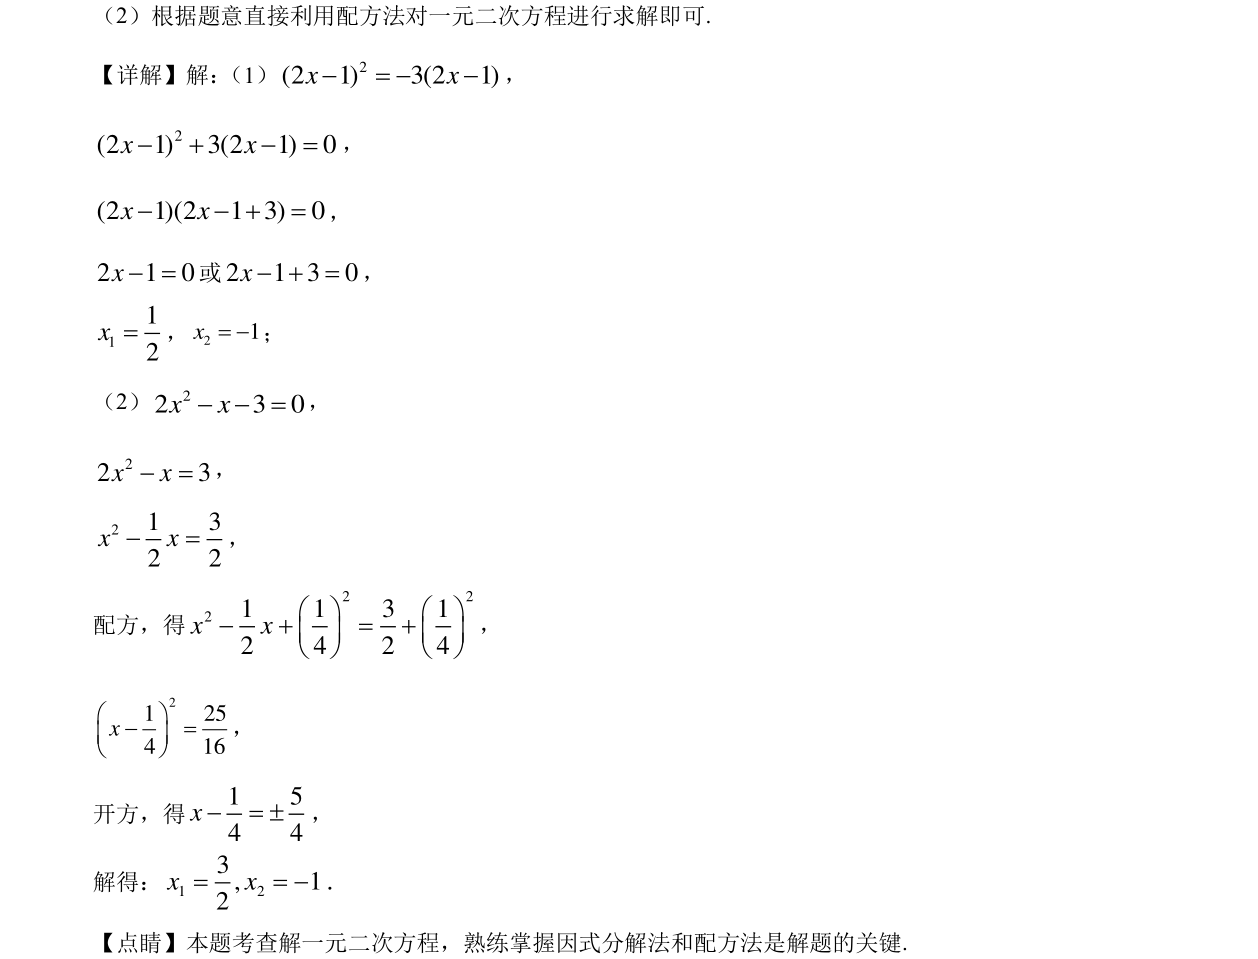 （2）根据题意直接利用配方法对一元二次方程进行求解即可.
【详解】解：（1）(2x−1)²=−3(2x−1)，
(2x−1)²+3(2x−1)=0，
(2x−1)(2x−1+3)=0，
2x−1=0或2x−1+3=0，
x₁=1/2，x₂=−1；
（2）2x²−x−3=0，
2x²−x=3，
x²−1/2x=3/2，
配方，得x²−1/2x+(1/4)²=3/2+(1/4)²，
(x−1/4)²=25/16，
开方，得x−1/4=±5/4，
解得：x₁=3/2,x₂=−1.
【点睛】本题考查解一元二次方程，熟练掌握因式分解法和配方法是解题的关键.